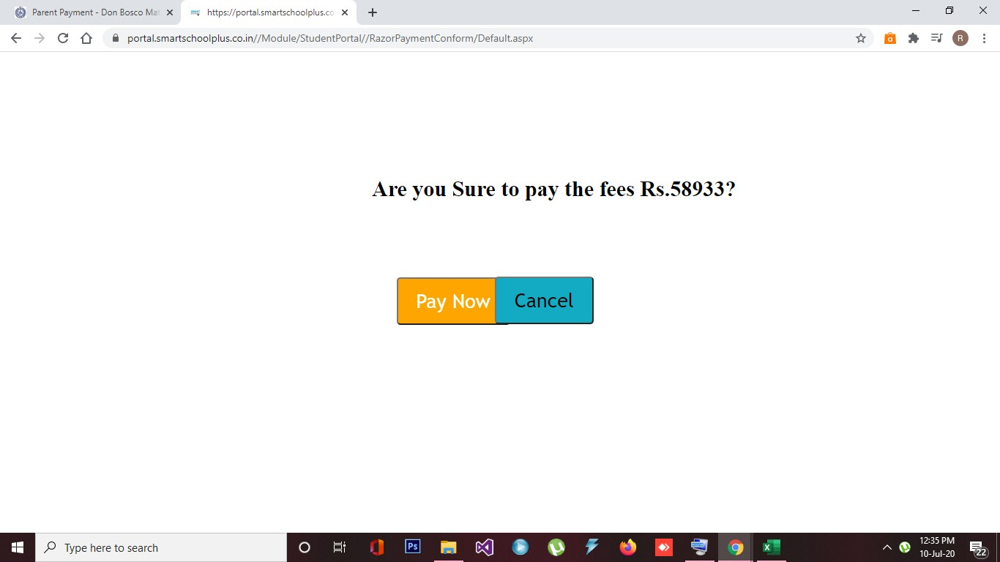 Parent Payment - Don Bosco Mat
https://portal.smartschoolplus.co
portal.smartschoolplus.co.in//Module/StudentPortal//RazorPaymentConform/Default.aspx
R
Are you Sure to pay the fees Rs.58933?
Pay Now
Cancel
Type here to search
Ps
12:35 PM
10-Jul-20
22